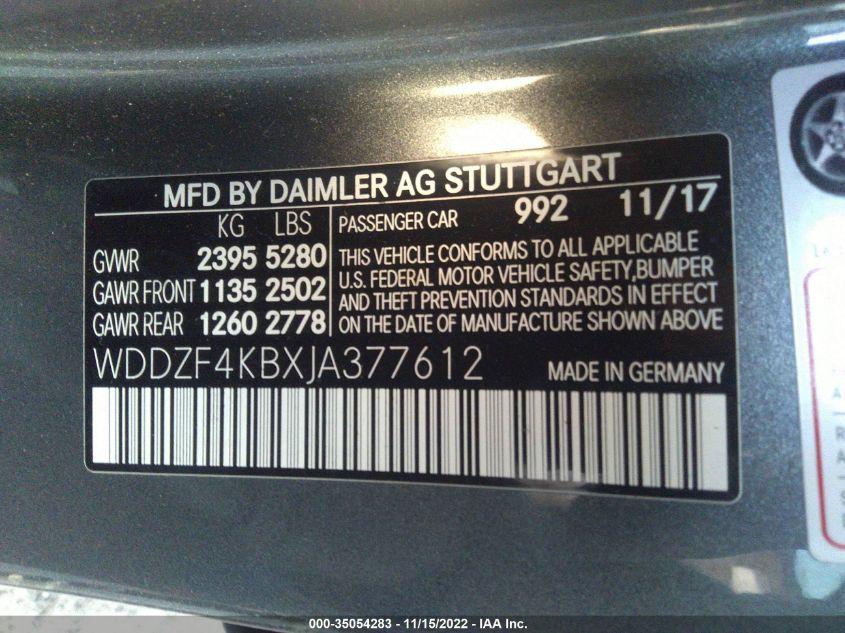 MFD BY DAIMLER AG STUTTGART
KG LBS PASSENGER CAR 992 11/17
GVWR 2395 5280
GAWR FRONT 1135 2502
GAWR REAR 1260 2778
THIS VEHICLE CONFORMS TO ALL APPLICABLE
U.S. FEDERAL MOTOR VEHICLE SAFETY,BUMPER
AND THEFT PREVENTION STANDARDS IN EFFECT
ON THE DATE OF MANUFACTURE SHOWN ABOVE
WDDZF4KBXJA377612 MADE IN GERMANY
000-35054283 - 11/15/2022 - IAA Inc.